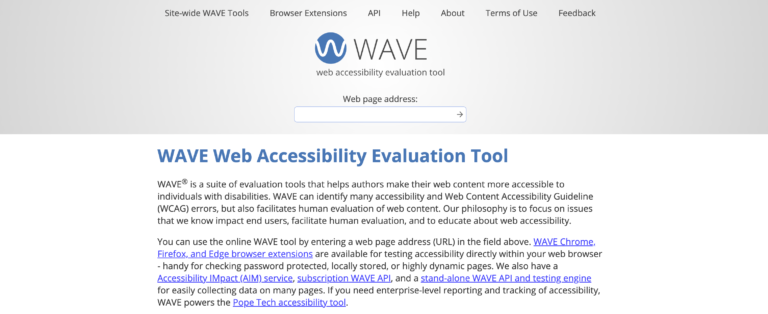 Site-wide WAVE Tools Browser Extensions API Help About Terms of Use Feedback
WAVE
web accessibility evaluation tool
Web page address:
WAVE Web Accessibility Evaluation Tool
WAVE® is a suite of evaluation tools that helps authors make their web content more accessible to
individuals with disabilities. WAVE can identify many accessibility and Web Content Accessibility Guideline
(WCAG) errors, but also facilitates human evaluation of web content. Our philosophy is to focus on issues
that we know impact end users, facilitate human evaluation, and to educate about web accessibility.
You can use the online WAVE tool by entering a web page address (URL) in the field above. WAVE Chrome,
Firefox, and Edge browser extensions are available for testing accessibility directly within your web browser
- handy for checking password protected, locally stored, or highly dynamic pages. We also have a
Accessibility IMpact (AIM) service, subscription WAVE API, and a stand-alone WAVE API and testing engine
for easily collecting data on many pages. If you need enterprise-level reporting and tracking of accessibility,
WAVE powers the Pope Tech accessibility tool.